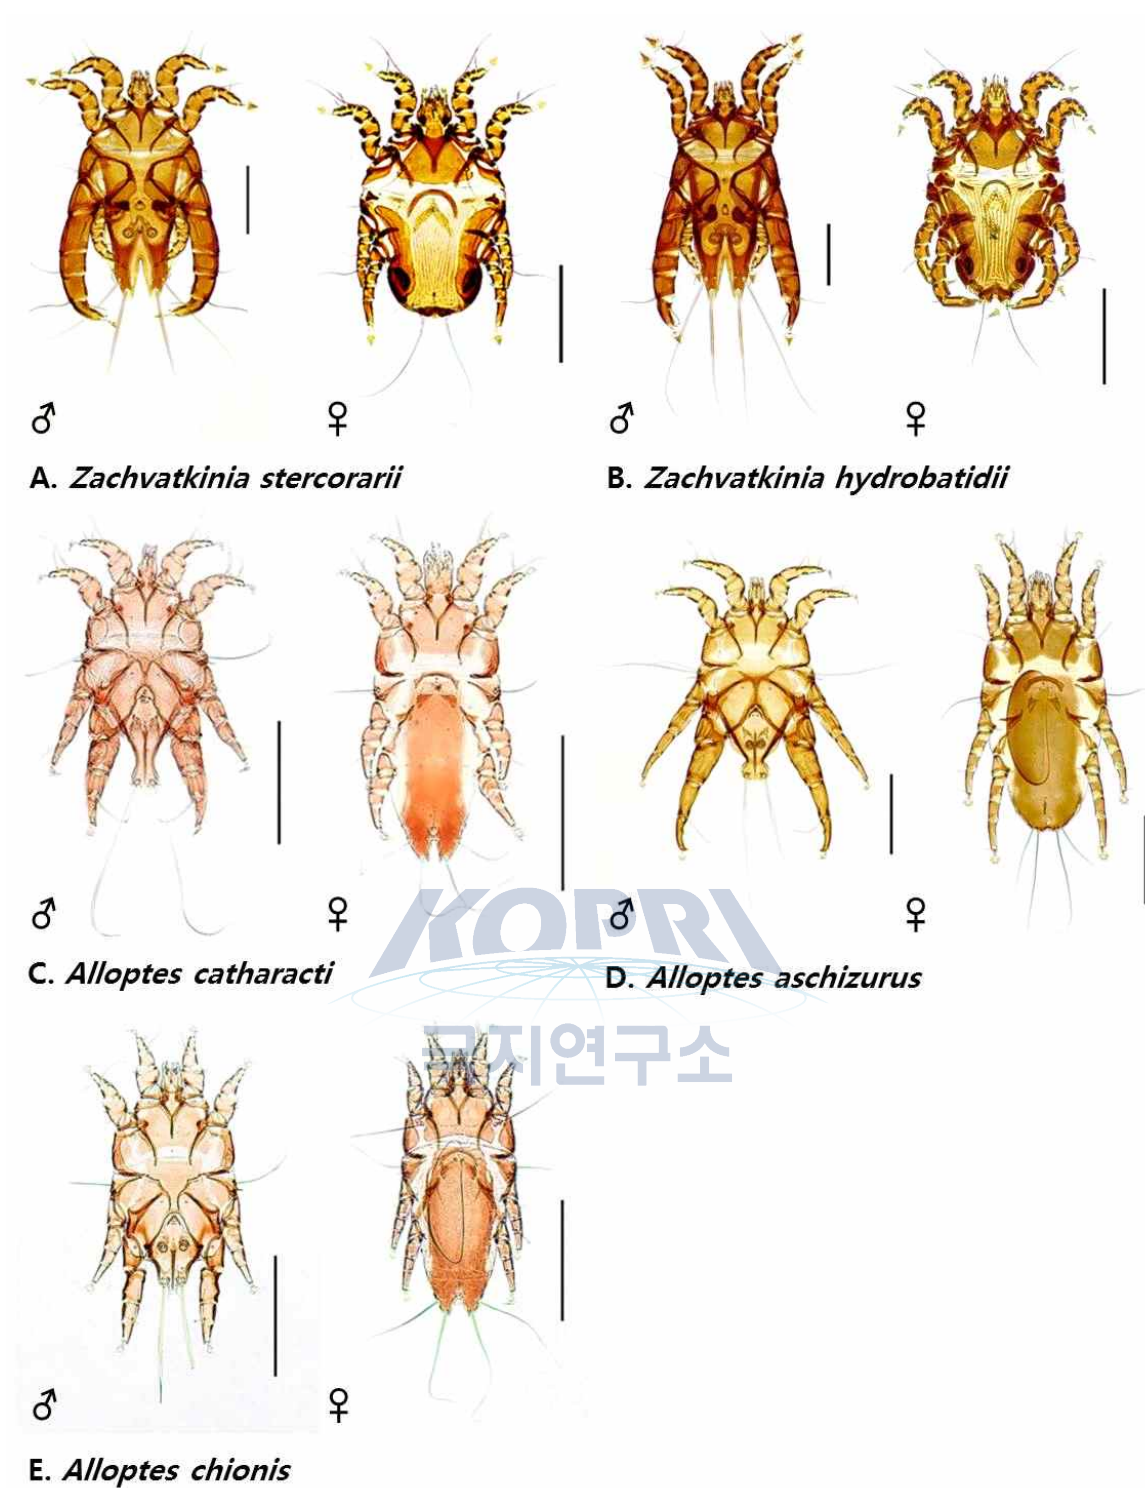 ♂ ♀ ♂ ♀
A. Zachvatkinia stercorarii B. Zachvatkinia hydrobatidii
♂ ♀ ♂ ♀
KOPRI
C. Alloptes catharacti D. Alloptes aschizurus
극지연구소
♂ ♀
E. Alloptes chionis